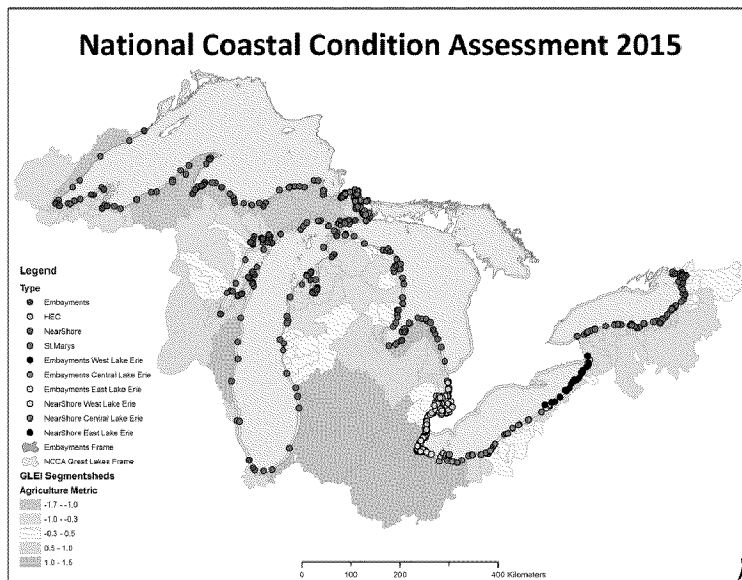 National Coastal Condition Assessment 2015
Legend
Type
Embayments
HEC
NearShore
St.Marys
Embayments West Lake Erie
Embayments Central Lake Erie
Embayments East Lake Erie
NearShore West Lake Erie
NearShore Central Lake Erie
NearShore East Lake Erie
Embayments Frame
NCCA Great Lakes Frame
GLEI Segmentsheds
Agriculture Metric
-1.7 - -1.0
-1.0 - -0.3
-0.3 - 0.5
0.5 - 1.0
1.0 - 1.5
0 200 400 Kilometers